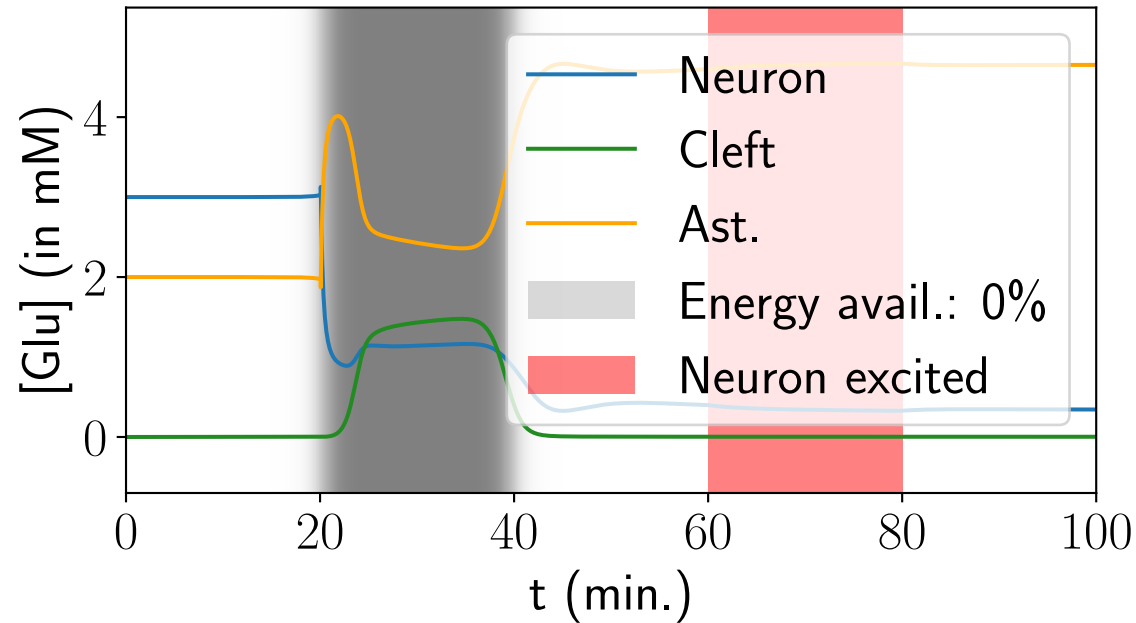 [Glu] (in mM)
4
2
0
Neuron
Cleft
Ast.
Energy avail.: 0%
Neuron excited
0 20 40 60 80 100
t (min.)